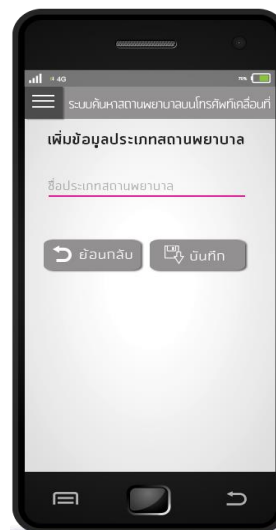 4G
70%
ระบบค้นหาสถานพยาบาลบนโทรศัพท์เคลื่อนที่
เพิ่มข้อมูลประเภทสถานพยาบาล
ชื่อประเภทสถานพยาบาล
ย้อนกลับ
บันทึก